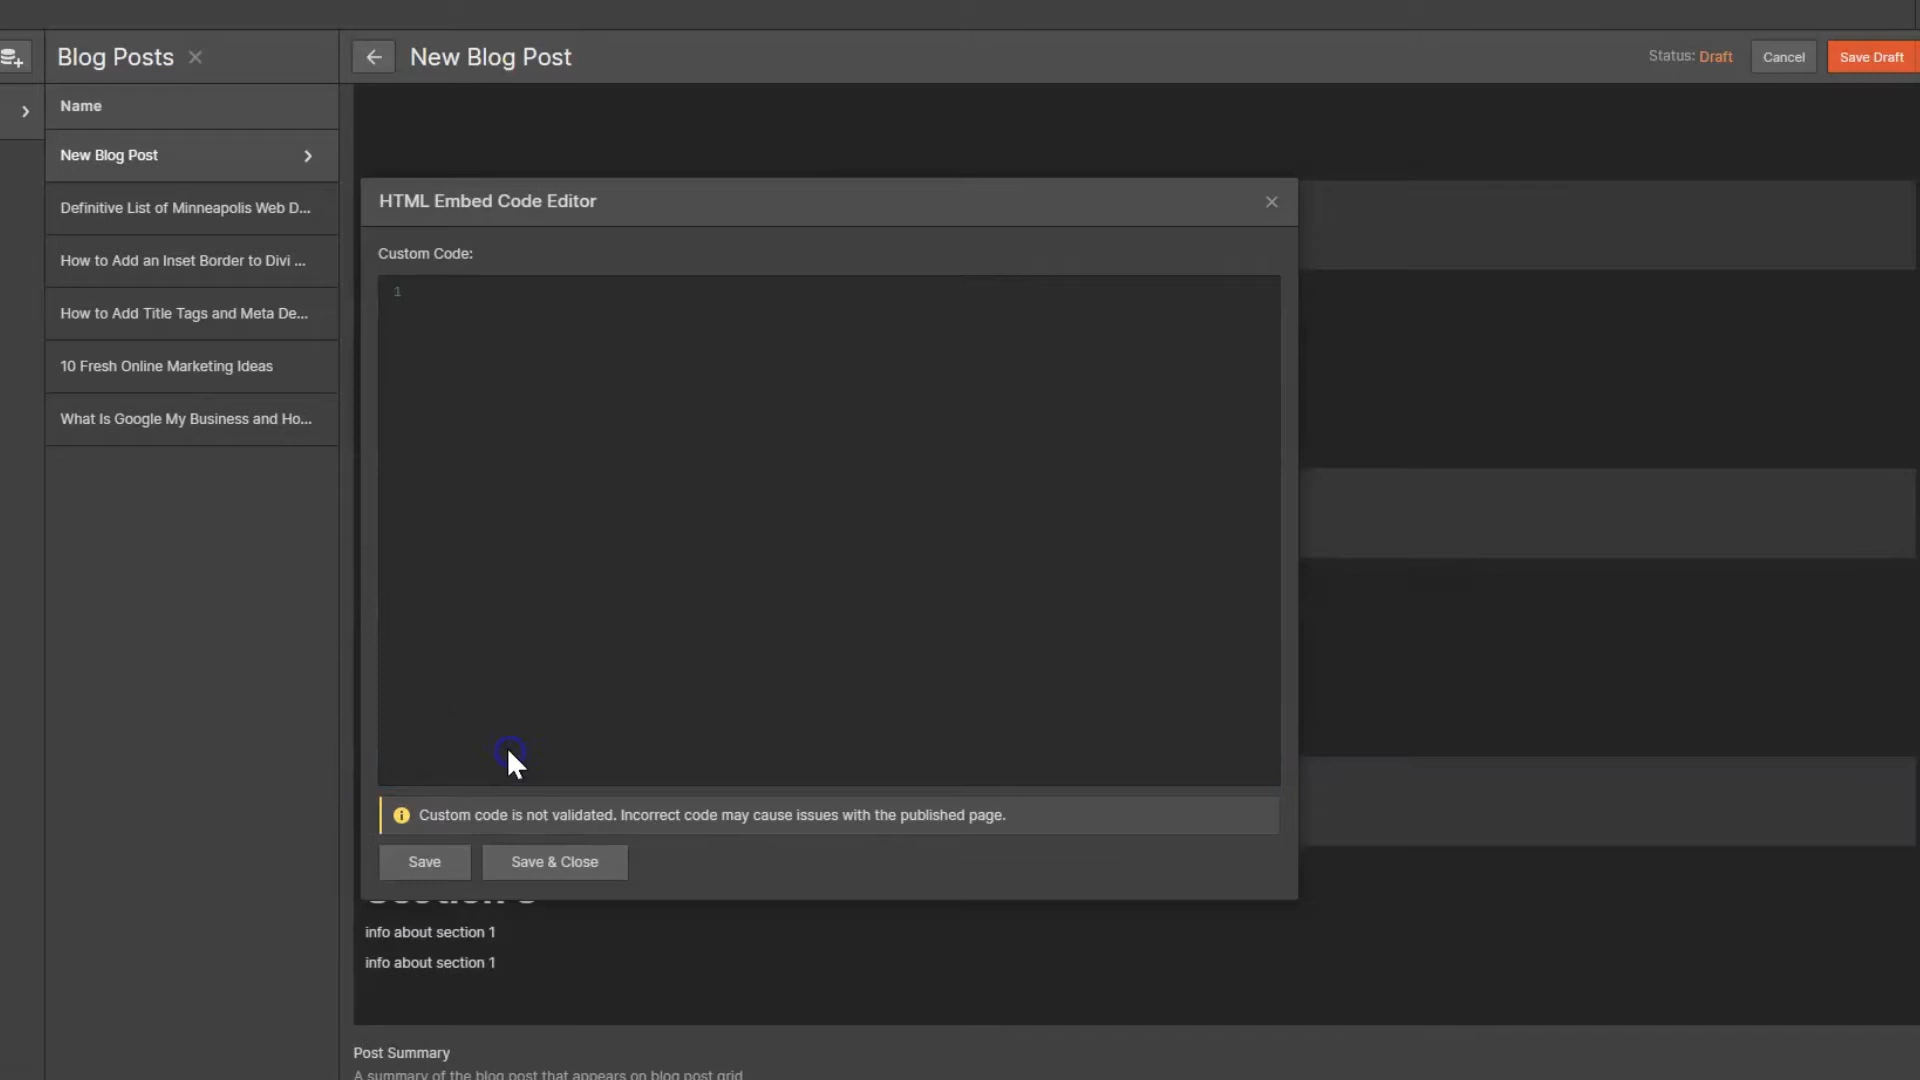 Blog Posts
New Blog Post
Status: Draft
Cancel
Save Draft
Name
New Blog Post
Definitive List of Minneapolis Web D...
How to Add an Inset Border to Divi ...
How to Add Title Tags and Meta De...
10 Fresh Online Marketing Ideas
What Is Google My Business and Ho...
HTML Embed Code Editor
Custom Code:
1
Custom code is not validated. Incorrect code may cause issues with the published page.
Save
Save & Close
info about section 1
info about section 1
Post Summary
A summary of the blog post that appears on blog post grid